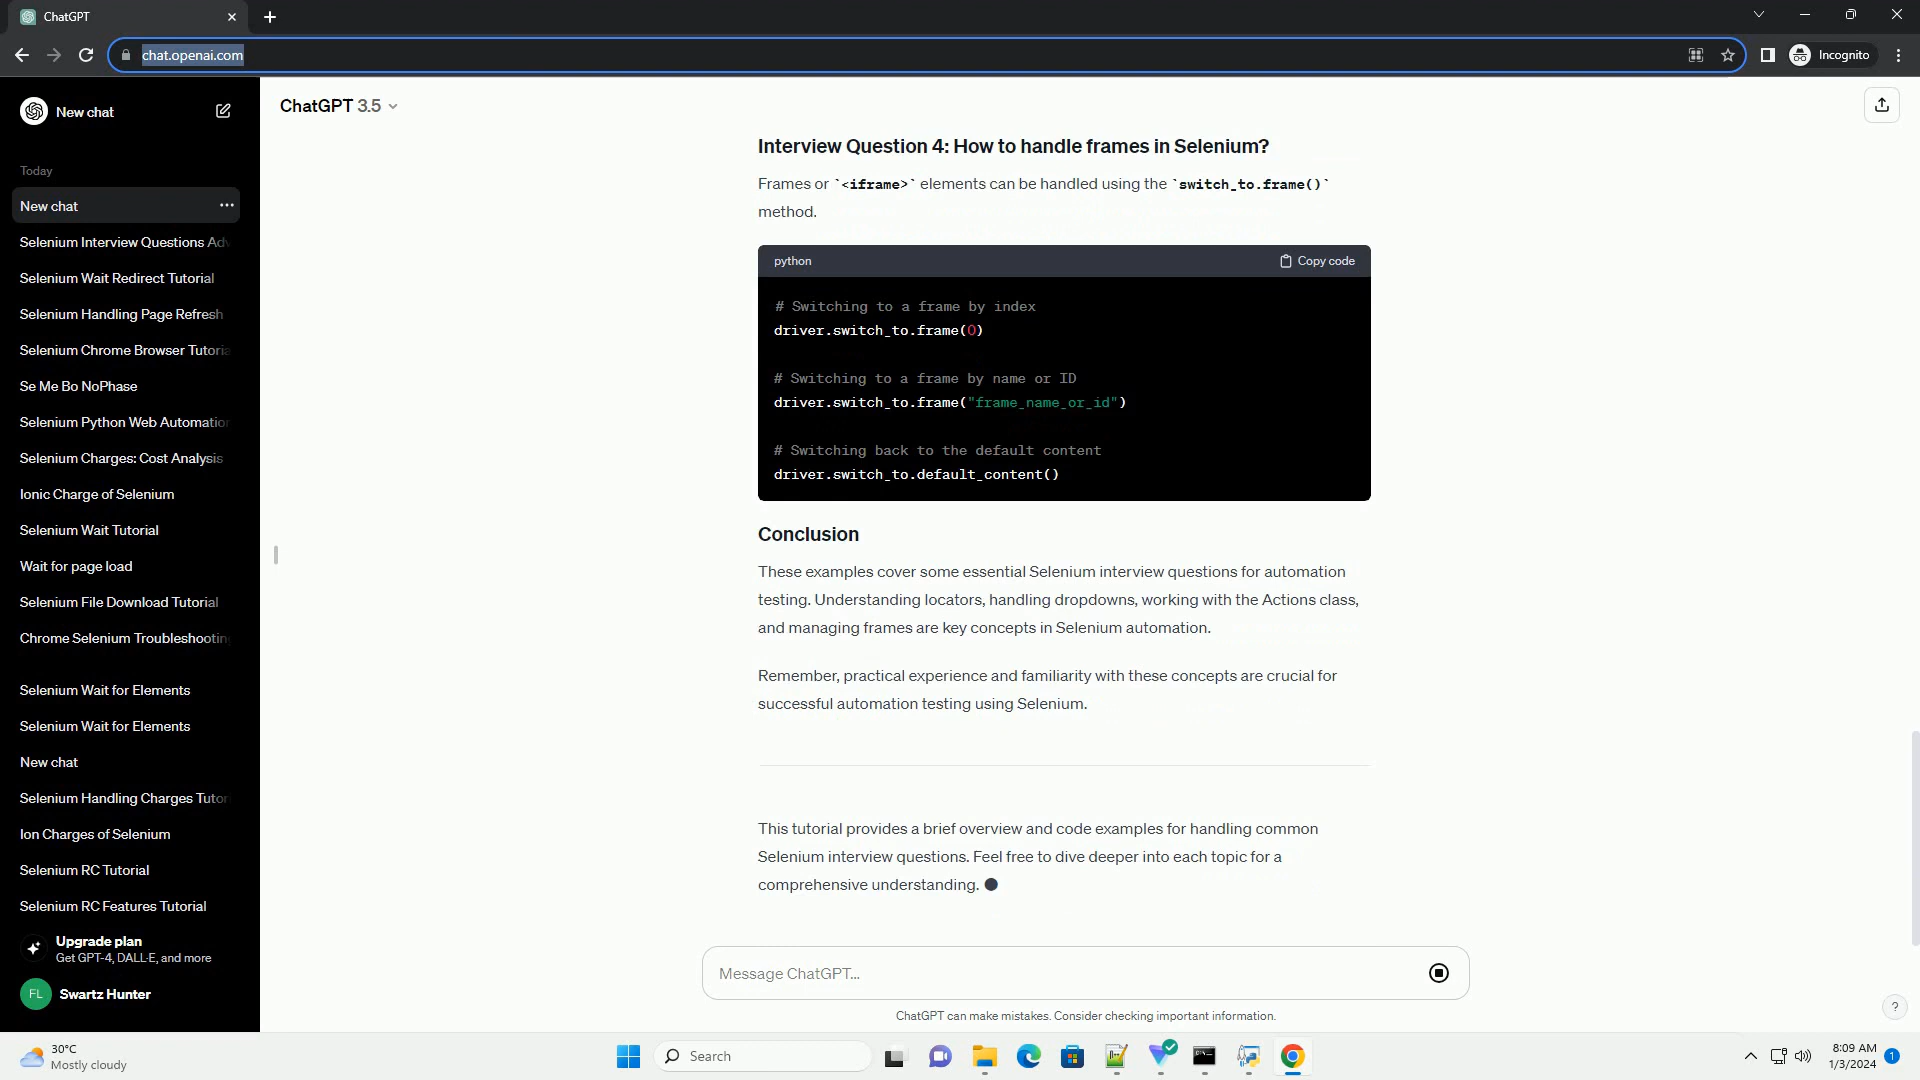 ChatGPT
chat.openai.com
Incognito
New chat
Today
New chat
Selenium Interview Questions Adv
Selenium Wait Redirect Tutorial
Selenium Handling Page Refresh
Selenium Chrome Browser Tutoria
Se Me Bo NoPhase
Selenium Python Web Automation
Selenium Charges: Cost Analysis
Ionic Charge of Selenium
Selenium Wait Tutorial
Wait for page load
Selenium File Download Tutorial
Chrome Selenium Troubleshooting
Selenium Wait for Elements
Selenium Wait for Elements
New chat
Selenium Handling Charges Tutor
Ion Charges of Selenium
Selenium RC Tutorial
Selenium RC Features Tutorial
Upgrade plan
Get GPT-4, DALL·E, and more
FL Swartz Hunter
ChatGPT 3.5
Interview Question 4: How to handle frames in Selenium?
Frames or `<iframe>` elements can be handled using the `switch_to.frame()`
method.
python Copy code
# Switching to a frame by index
driver.switch_to.frame(0)
# Switching to a frame by name or ID
driver.switch_to.frame("frame_name_or_id")
# Switching back to the default content
driver.switch_to.default_content()
Conclusion
These examples cover some essential Selenium interview questions for automation
testing. Understanding locators, handling dropdowns, working with the Actions class,
and managing frames are key concepts in Selenium automation.
Remember, practical experience and familiarity with these concepts are crucial for
successful automation testing using Selenium.
This tutorial provides a brief overview and code examples for handling common
Selenium interview questions. Feel free to dive deeper into each topic for a
comprehensive understanding.
Message ChatGPT...
ChatGPT can make mistakes. Consider checking important information.
?
30°C
Mostly cloudy
Search
8:09 AM
1/3/2024
1